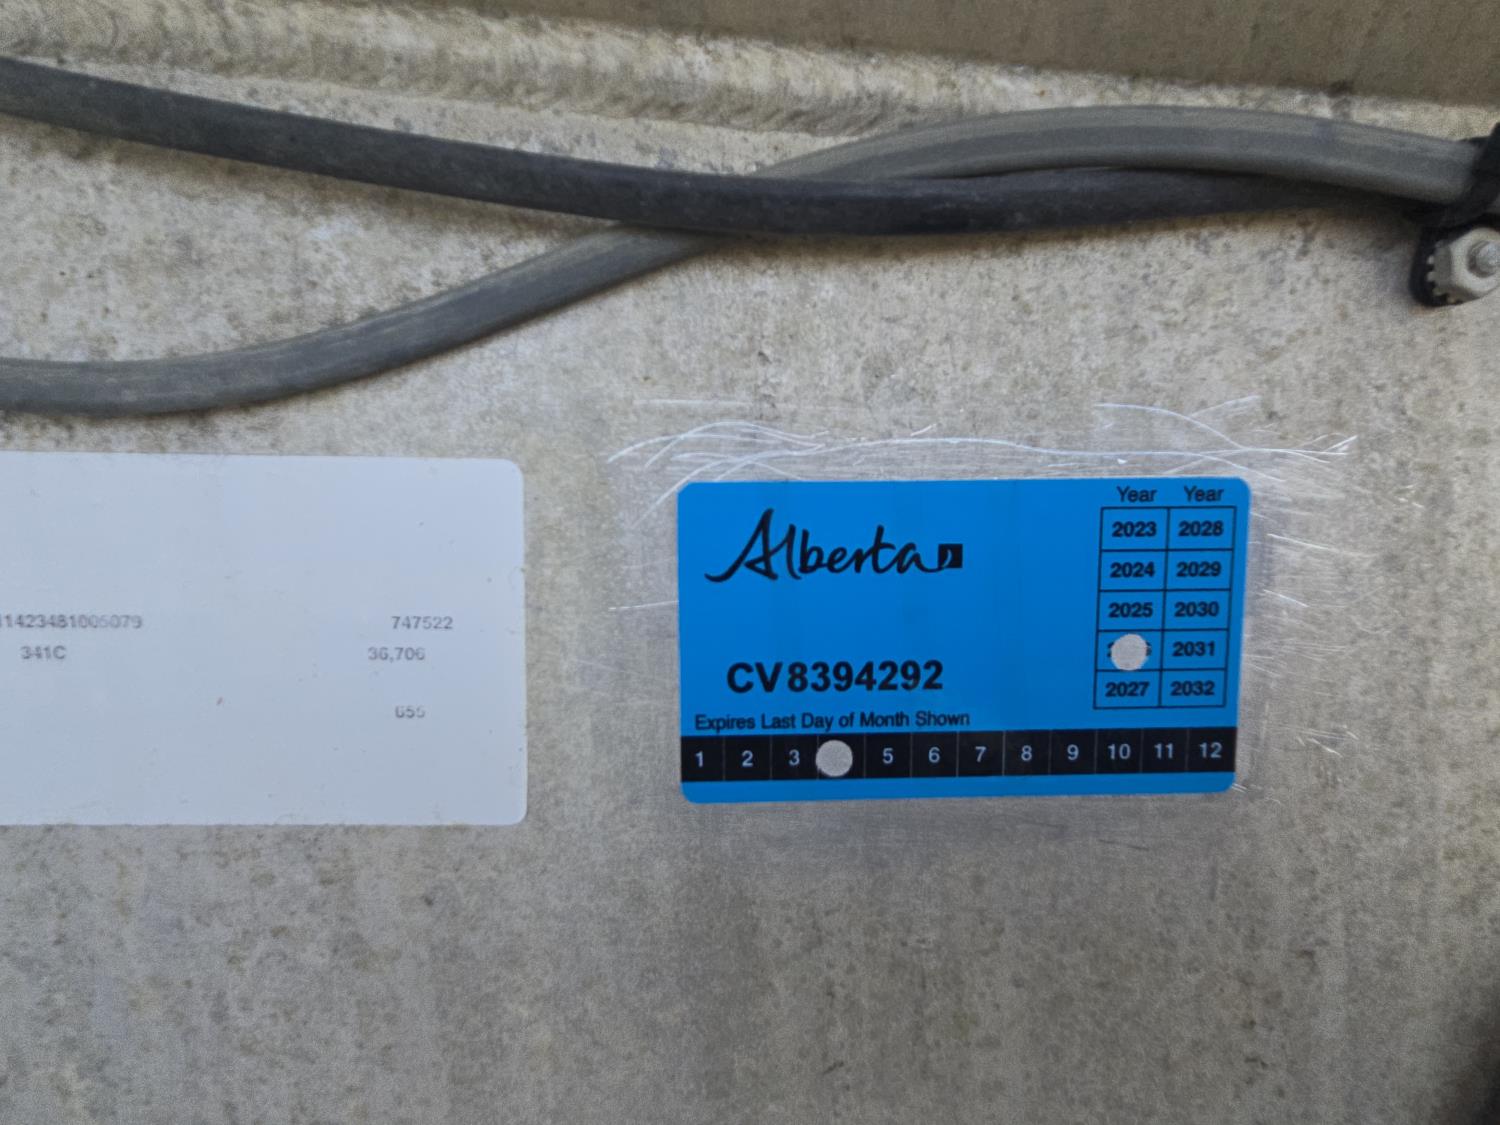 747522
341C 36,706
655
Alberta
CV8394292
Expires Last Day of Month Shown
1 2 3 5 6 7 8 9 10 11 12
Year Year
2023 2028
2024 2029
2025 2030
2031
2027 2032